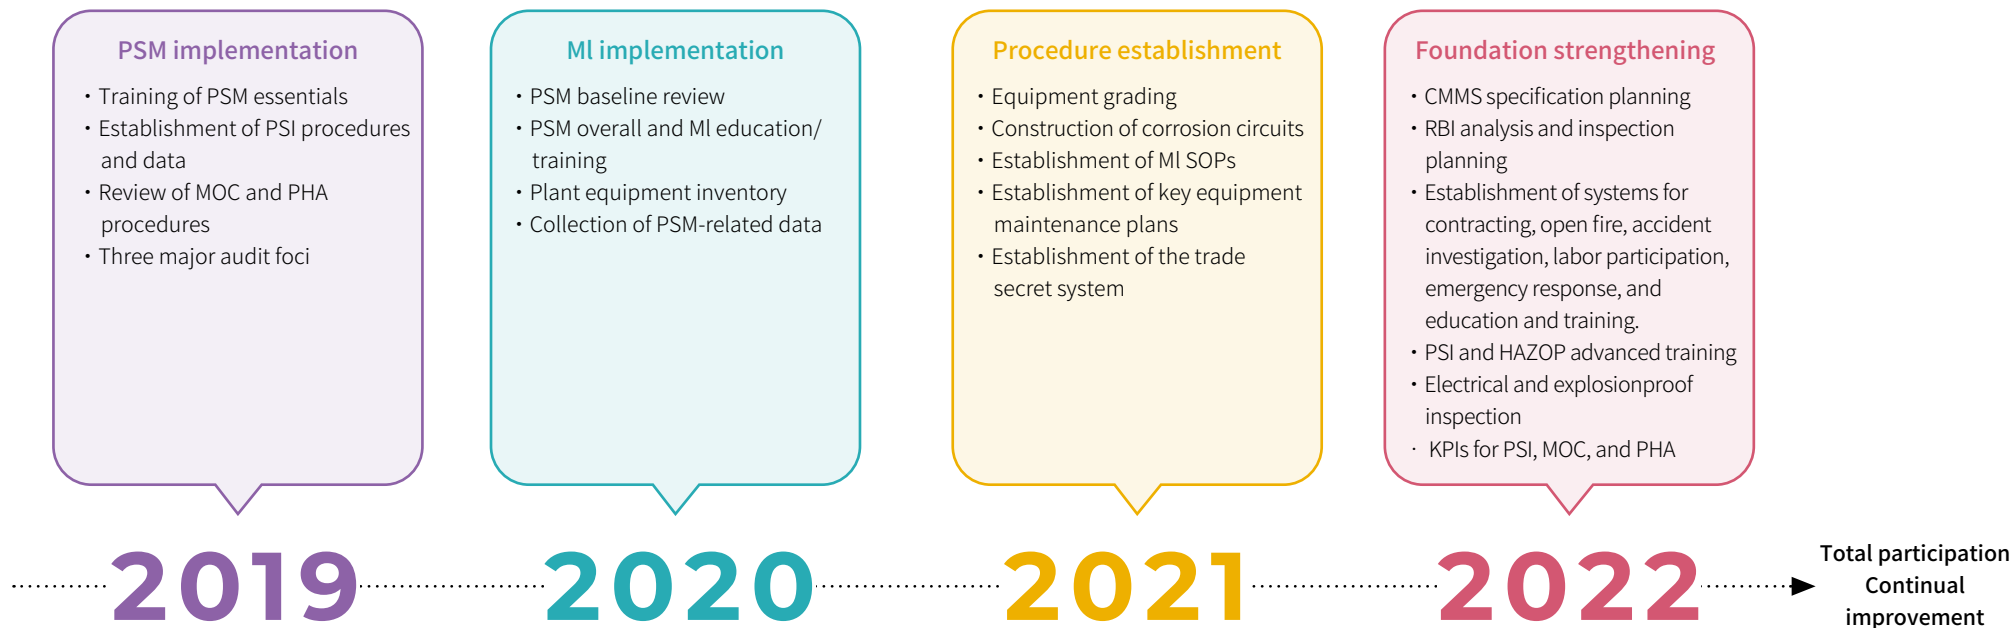 PSM implementation
・Training of PSM essentials
・Establishment of PSI procedures
and data
・Review of MOC and PHA
procedures
・Three major audit foci
2019
Ml implementation
・PSM baseline review
・PSM overall and Ml education/
training
・Plant equipment inventory
・Collection of PSM-related data
2020
Procedure establishment
・Equipment grading
・Construction of corrosion circuits
・Establishment of Ml SOPs
・Establishment of key equipment
maintenance plans
・Establishment of the trade
secret system
2021
Foundation strengthening
・CMMS specification planning
・RBI analysis and inspection
planning
・Establishment of systems for
contracting, open fire, accident
investigation, labor participation,
emergency response, and
education and training.
・PSI and HAZOP advanced training
・Electrical and explosionproof
inspection
· KPIs for PSI, MOC, and PHA
2022
Total participation
Continual
improvement